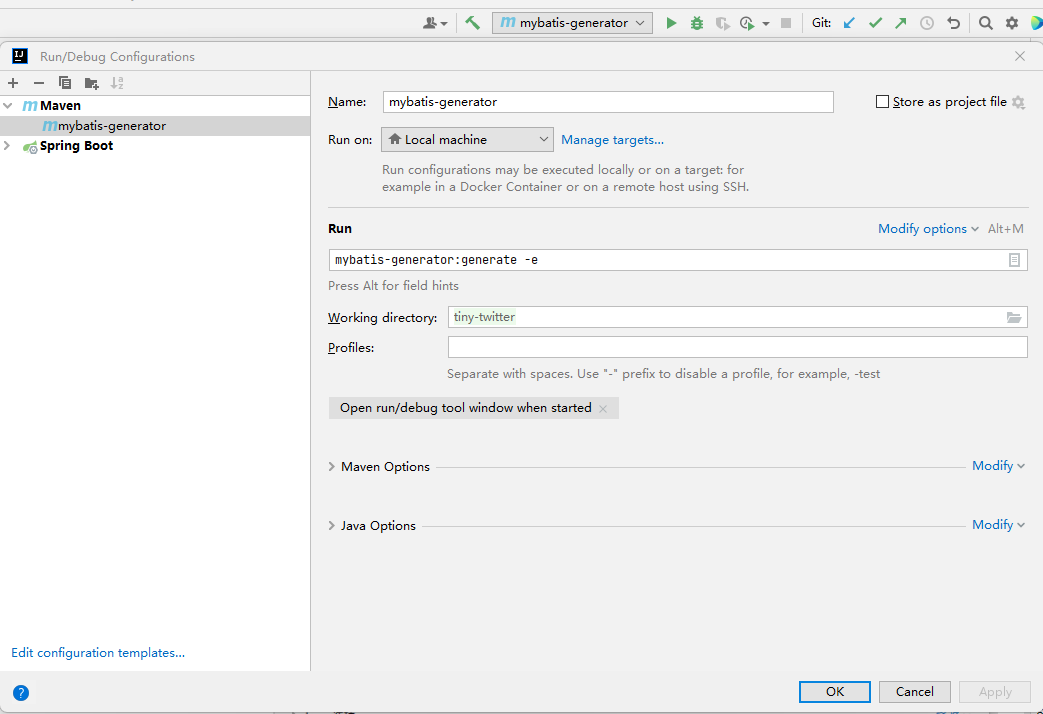 mybatis-generator
Git:
Run/Debug Configurations
Maven
mybatis-generator
Spring Boot
Name: mybatis-generator
Store as project file
Run on: Local machine Manage targets...
Run configurations may be executed locally or on a target: for
example in a Docker Container or on a remote host using SSH.
Run Modify options Alt+M
mybatis-generator:generate -e
Press Alt for field hints
Working directory: tiny-twitter
Profiles:
Separate with spaces. Use "-" prefix to disable a profile, for example, -test
Open run/debug tool window when started
Maven Options Modify
Java Options Modify
Edit configuration templates...
OK Cancel Apply